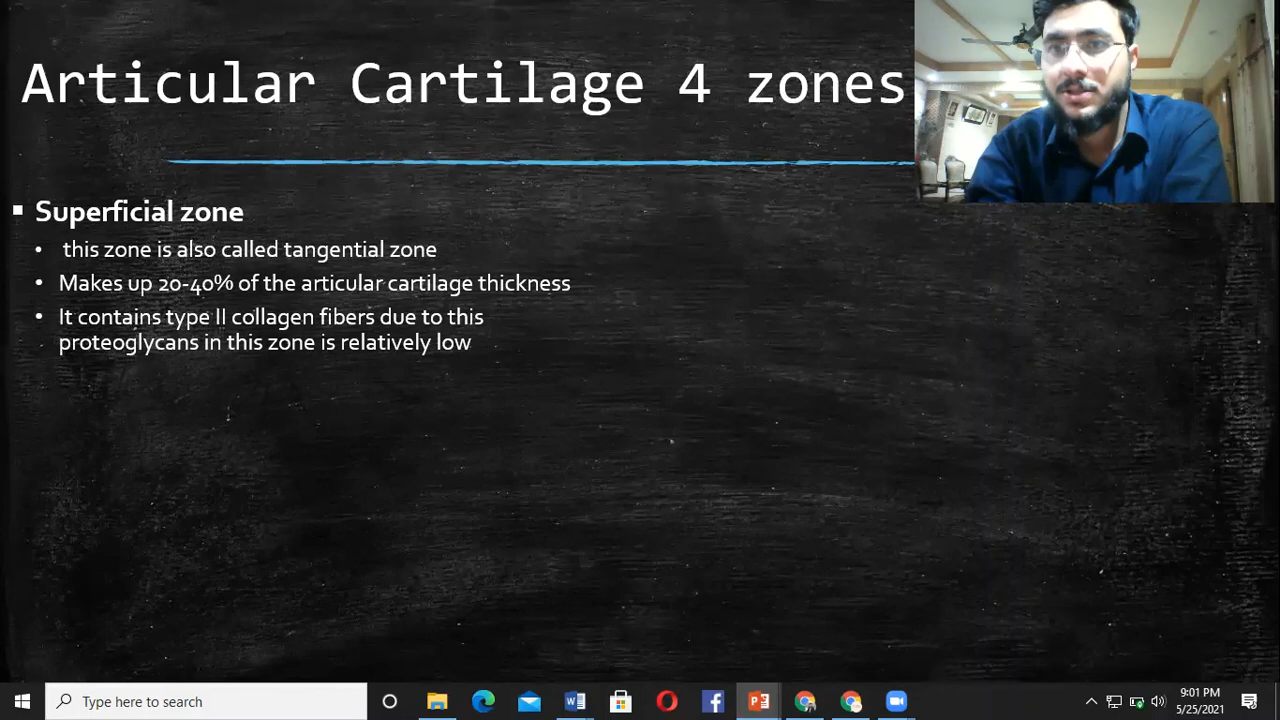 Articular Cartilage 4 zones
Superficial zone
this zone is also called tangential zone
Makes up 20-40% of the articular cartilage thickness
It contains type II collagen fibers due to this
proteoglycans in this zone is relatively low
Type here to search
9:01 PM
5/25/2021